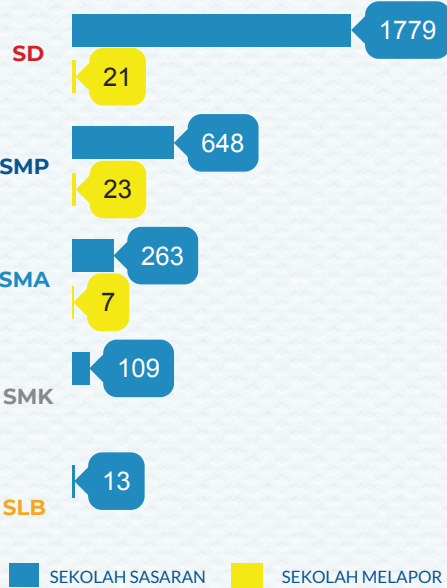 1779
SD
21
648
SMP
23
263
SMA
7
109
SMK
13
SLB
SEKOLAH SASARAN SEKOLAH MELAPOR